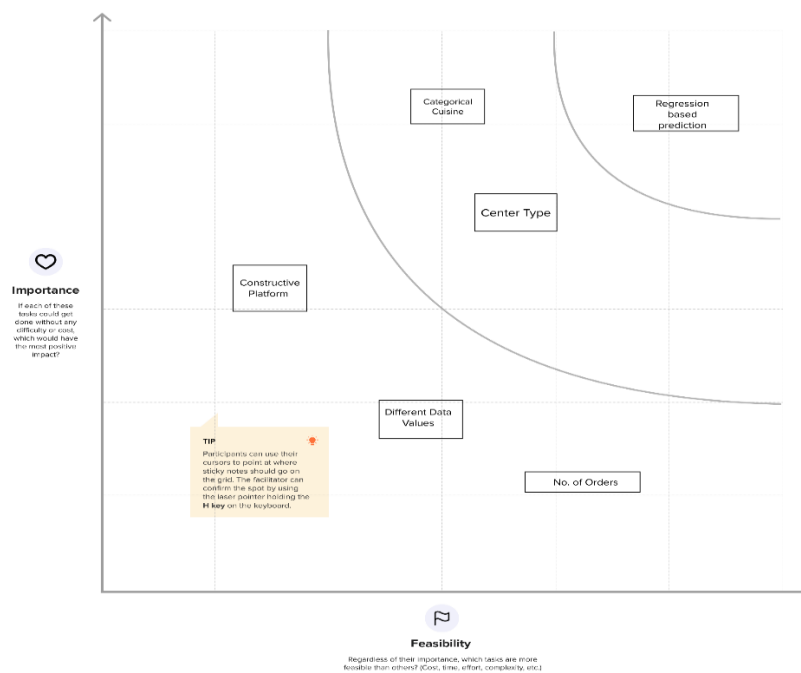 Categorical
Cuisine
Regression
based
prediction
Center Type
Constructive
Platform
Importance
If each of these
tasks could get
done without any
difficulty or cost,
which would have
the most positive
impact?
Different Data
Values
TIP
Participants can use their
cursors to point at where
sticky notes should go on
the grid. The facilitator can
confirm the spot by using
the laser pointer holding the
H key on the keyboard.
No. of Orders
Feasibility
Regardless of their importance, which tasks are more
feasible than others? (Cost, time, effort, complexity, etc.)